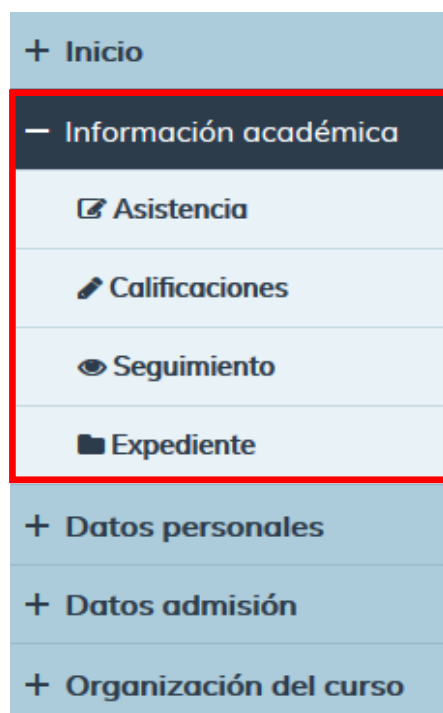 + Inicio
− Información académica
Asistencia
Calificaciones
Seguimiento
Expediente
+ Datos personales
+ Datos admisión
+ Organización del curso